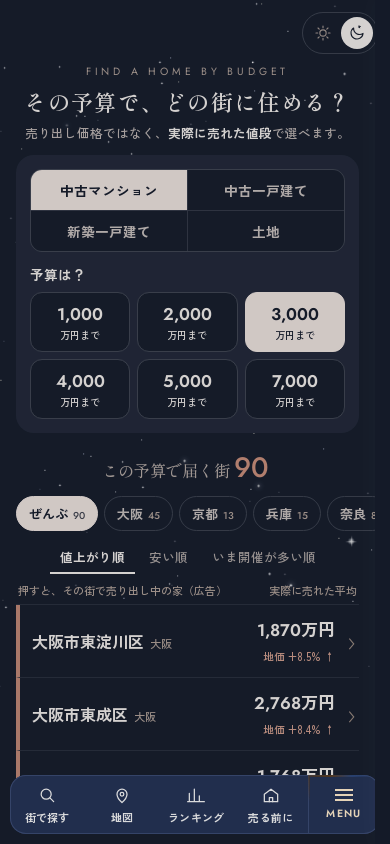 FIND A HOME BY BUDGET
その予算で、どの街に住める？
売り出し価格ではなく、実際に売れた値段で選べます。
中古マンション
中古一戸建て
新築一戸建て
土地
予算は？
1,000
万円まで
2,000
万円まで
3,000
万円まで
4,000
万円まで
5,000
万円まで
7,000
万円まで
この予算で届く街 90
ぜんぶ 90
大阪 45
京都 13
兵庫 15
奈良 8
値上がり順
安い順
いま開催が多い順
押すと、その街で売り出し中の家（広告）
実際に売れた平均
大阪市東淀川区 大阪
1,870万円
地価 +8.5% ↑
大阪市東成区 大阪
2,768万円
地価 +8.4% ↑
街で探す
地図
ランキング
売る前に
MENU